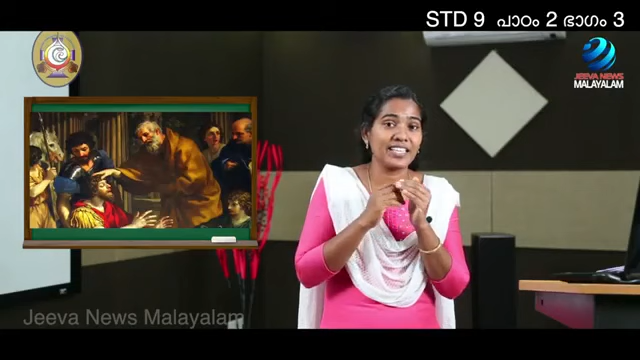 STD 9 പാഠം 2 ഭാഗം 3
JEEVA NEWS
MALAYALAM
Jeeva News Malayalam